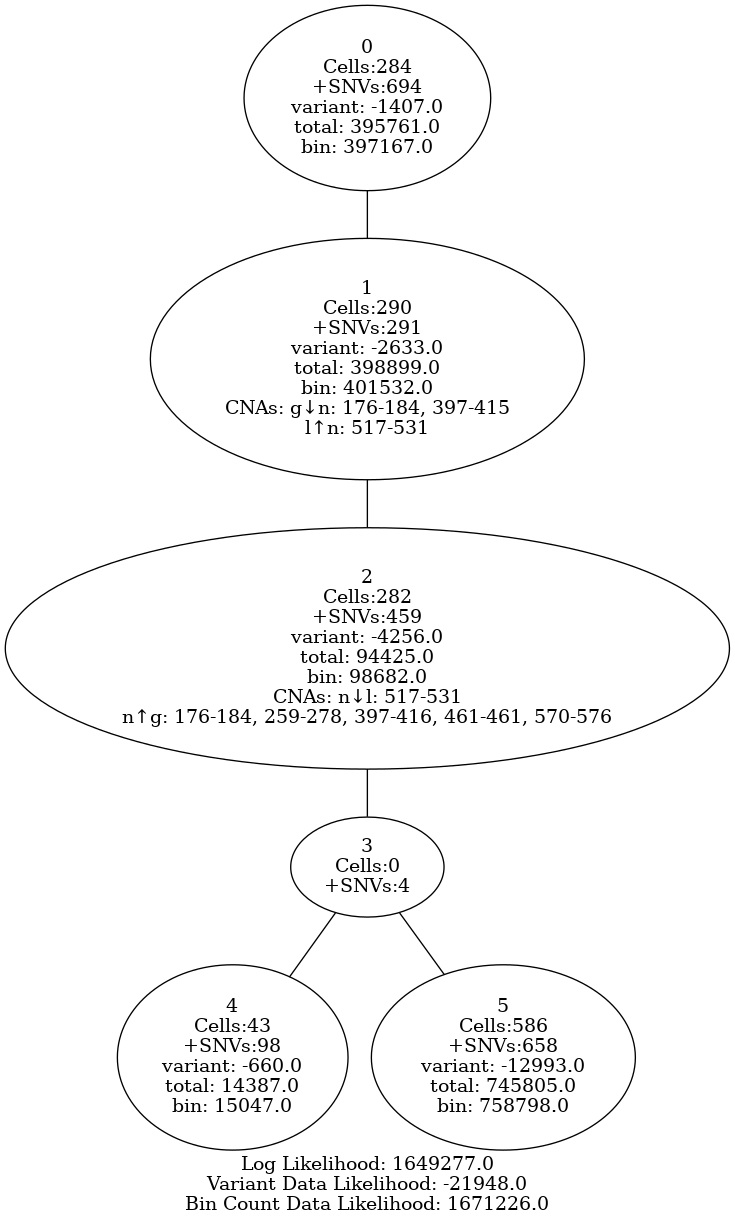 0
Cells:284
+SNVs:694
variant: -1407.0
total: 395761.0
bin: 397167.0
1
Cells:290
+SNVs:291
variant: -2633.0
total: 398899.0
bin: 401532.0
CNAs: g↓n: 176-184, 397-415
l↑n: 517-531
2
Cells:282
+SNVs:459
variant: -4256.0
total: 94425.0
bin: 98682.0
CNAs: n↓l: 517-531
n↑g: 176-184, 259-278, 397-416, 461-461, 570-576
3
Cells:0
+SNVs:4
4
Cells:43
+SNVs:98
variant: -660.0
total: 14387.0
bin: 15047.0
5
Cells:586
+SNVs:658
variant: -12993.0
total: 745805.0
bin: 758798.0
Log Likelihood: 1649277.0
Variant Data Likelihood: -21948.0
Bin Count Data Likelihood: 1671226.0